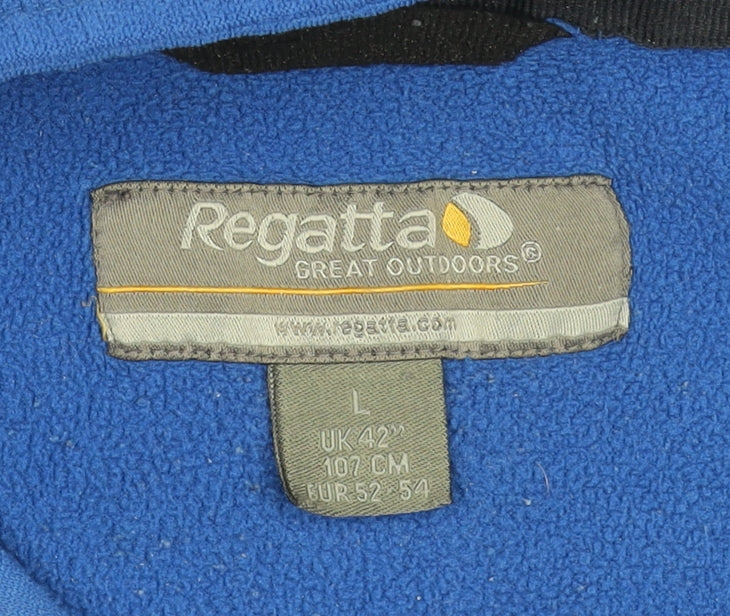 Regatta
GREAT OUTDOORS®
www.regatta.com
L
UK 42"
107 CM
EUR 52-54